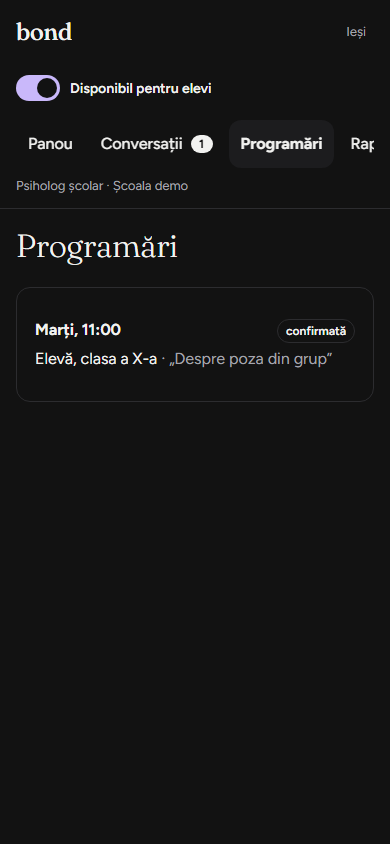 bond
Ieși
Disponibil pentru elevi
Panou Conversații 1 Programări Rap
Psiholog școlar · Școala demo
Programări
Marți, 11:00 confirmată
Elevă, clasa a X-a · „Despre poza din grup”